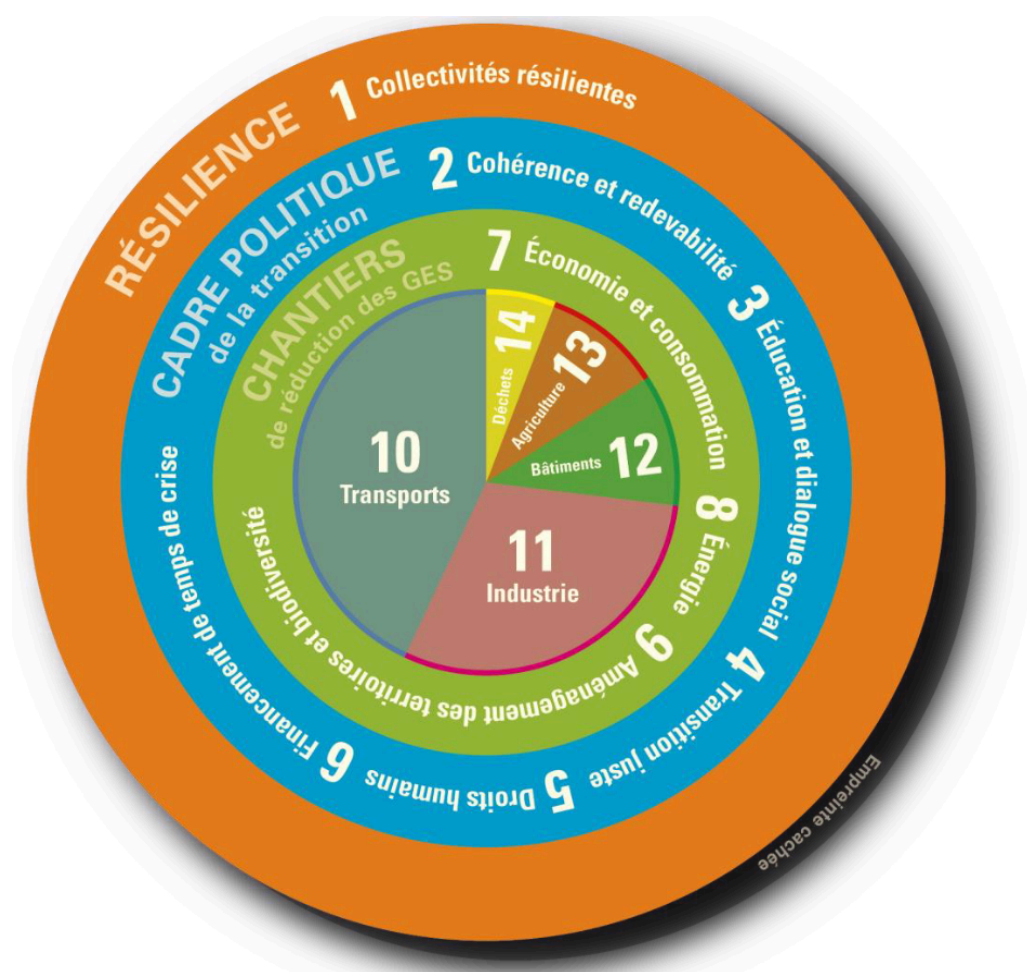 RÉSILIENCE
1 Collectivités résilientes
CADRE POLITIQUE
de la transition
2 Cohérence et redevabilité
3 Éducation et dialogue social
4 Transition juste
5 Droits humains
6 Financement de temps de crise
CHANTIERS
de réduction des GES
7 Économie et consommation
8 Énergie
9 Aménagement des territoires et biodiversité
10
Transports
11
Industrie
Bâtiments 12
Agriculture 13
Déchets 14
Empreinte cachée